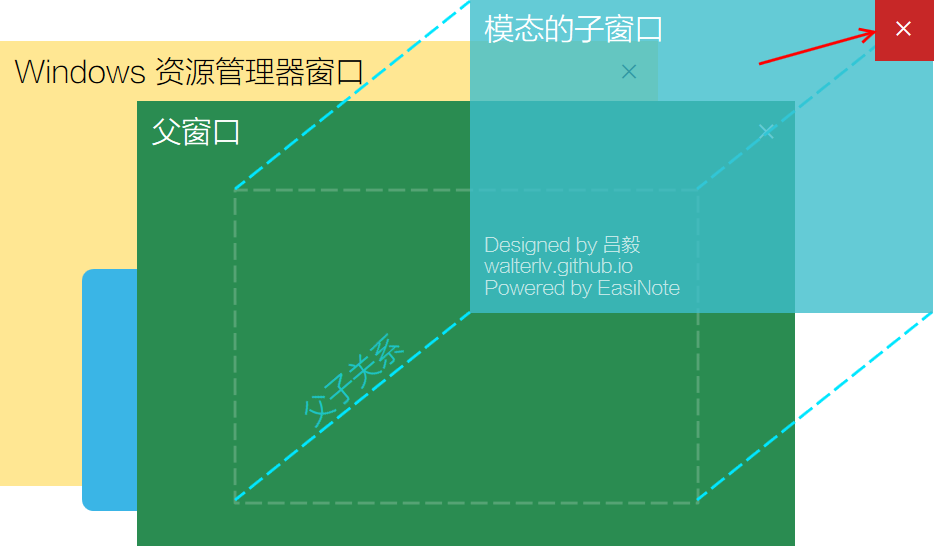 模态的子窗口
Windows 资源管理器窗口
父窗口
Designed by 吕毅
walterlv.github.io
Powered by EasiNote
父子关系